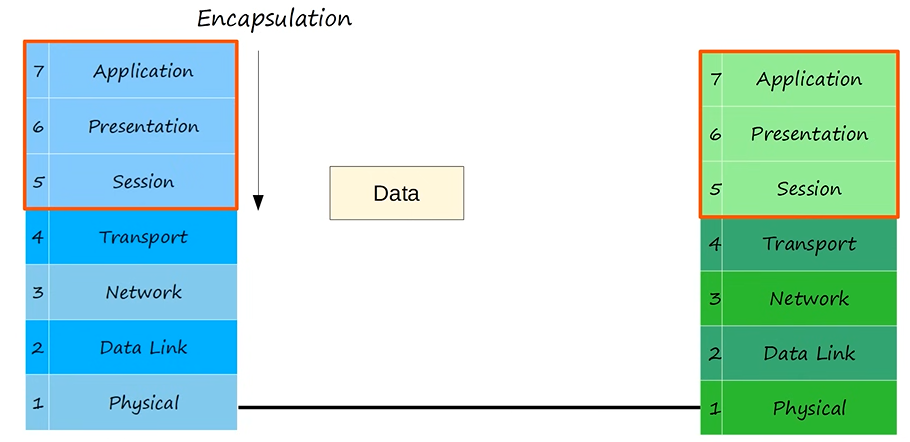 Encapsulation
7 Application
6 Presentation
5 Session
4 Transport
3 Network
2 Data Link
1 Physical
Data
7 Application
6 Presentation
5 Session
4 Transport
3 Network
2 Data Link
1 Physical